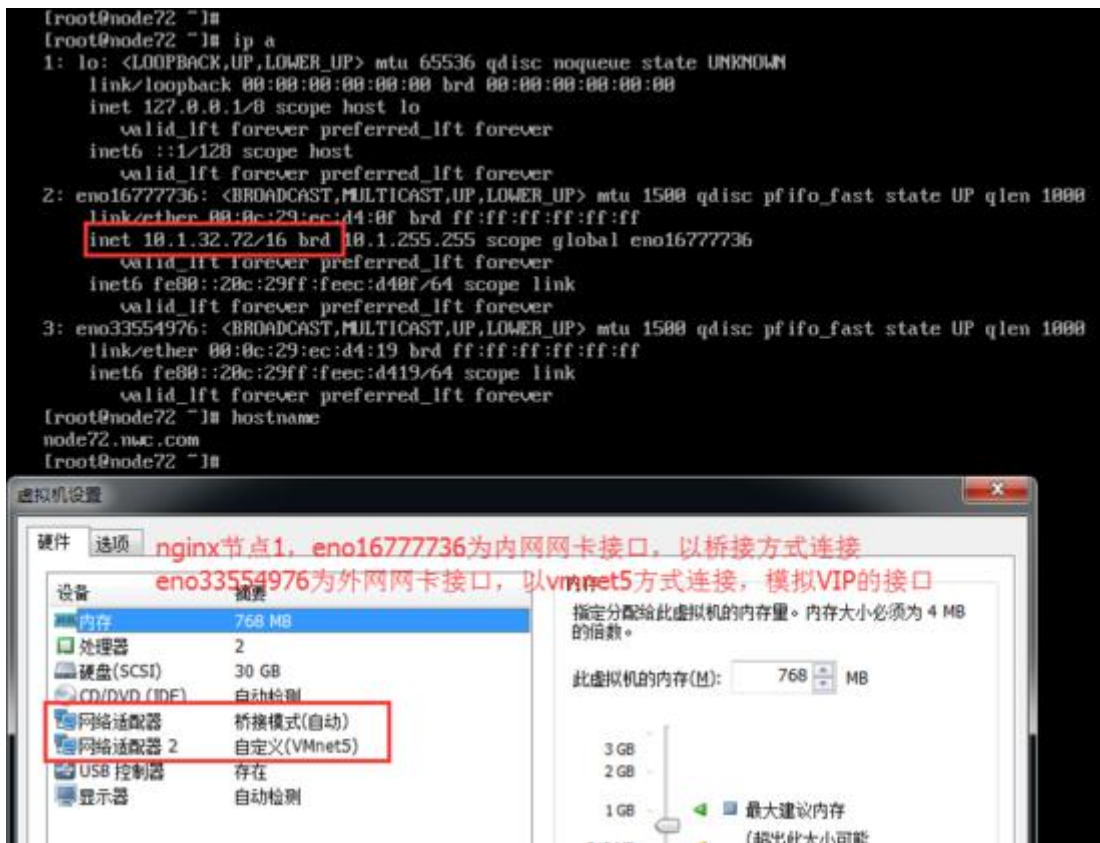 [root@node72 ~]#
[root@node72 ~]# ip a
1: lo: <LOOPBACK,UP,LOWER_UP> mtu 65536 qdisc noqueue state UNKNOWN
link/loopback 00:00:00:00:00:00 brd 00:00:00:00:00:00
inet 127.0.0.1/8 scope host lo
valid_lft forever preferred_lft forever
inet6 ::1/128 scope host
valid_lft forever preferred_lft forever
2: eno16777736: <BROADCAST,MULTICAST,UP,LOWER_UP> mtu 1500 qdisc pfifo_fast state UP qlen 1000
link/ether 00:0c:29:ec:d4:0f brd ff:ff:ff:ff:ff:ff
inet 10.1.32.72/16 brd 10.1.255.255 scope global eno16777736
valid_lft forever preferred_lft forever
inet6 fe80::20c:29ff:feec:d40f/64 scope link
valid_lft forever preferred_lft forever
3: eno33554976: <BROADCAST,MULTICAST,UP,LOWER_UP> mtu 1500 qdisc pfifo_fast state UP qlen 1000
link/ether 00:0c:29:ec:d4:19 brd ff:ff:ff:ff:ff:ff
inet6 fe80::20c:29ff:feec:d419/64 scope link
valid_lft forever preferred_lft forever
[root@node72 ~]# hostname
node72.nwc.com
[root@node72 ~]#
虚拟机设置
硬件 选项
nginx节点1，eno16777736为内网网卡接口，以桥接方式连接
eno33554976为外网网卡接口，以vmnet5方式连接，模拟VIP的接口
设备 摘要
内存 768 MB
处理器 2
硬盘(SCSI) 30 GB
CD/DVD (IDE) 自动检测
网络适配器 桥接模式(自动)
网络适配器 2 自定义(VMnet5)
USB 控制器 存在
显示器 自动检测
内存
指定分配给此虚拟机的内存量。内存大小必须为 4 MB
的倍数。
此虚拟机的内存(M): 768 MB
3 GB
2 GB
1 GB
最大建议内存
(超出此大小可能